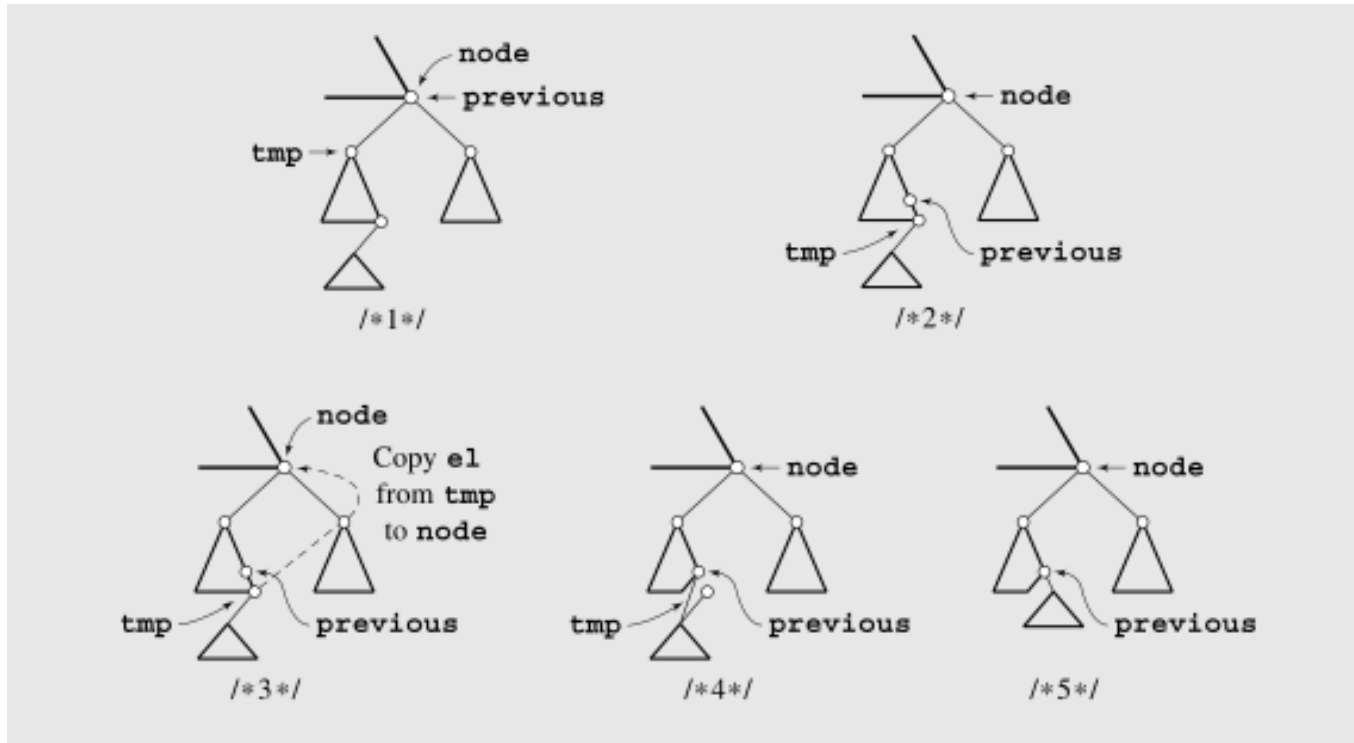 node
previous
tmp
/*1*/
node
tmp
previous
/*2*/
node
Copy el
from tmp
to node
tmp
previous
/*3*/
node
tmp
previous
/*4*/
node
previous
/*5*/